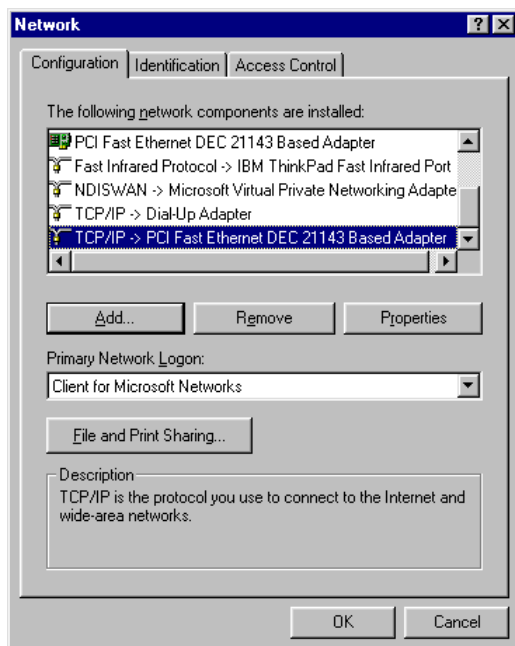 Network
Configuration Identification Access Control
The following network components are installed:
PCI Fast Ethernet DEC 21143 Based Adapter
Fast Infrared Protocol -> IBM ThinkPad Fast Infrared Port
NDISWAN -> Microsoft Virtual Private Networking Adapte
TCP/IP -> Dial-Up Adapter
TCP/IP -> PCI Fast Ethernet DEC 21143 Based Adapter
Add... Remove Properties
Primary Network Logon:
Client for Microsoft Networks
File and Print Sharing...
Description
TCP/IP is the protocol you use to connect to the Internet and
wide-area networks.
OK Cancel